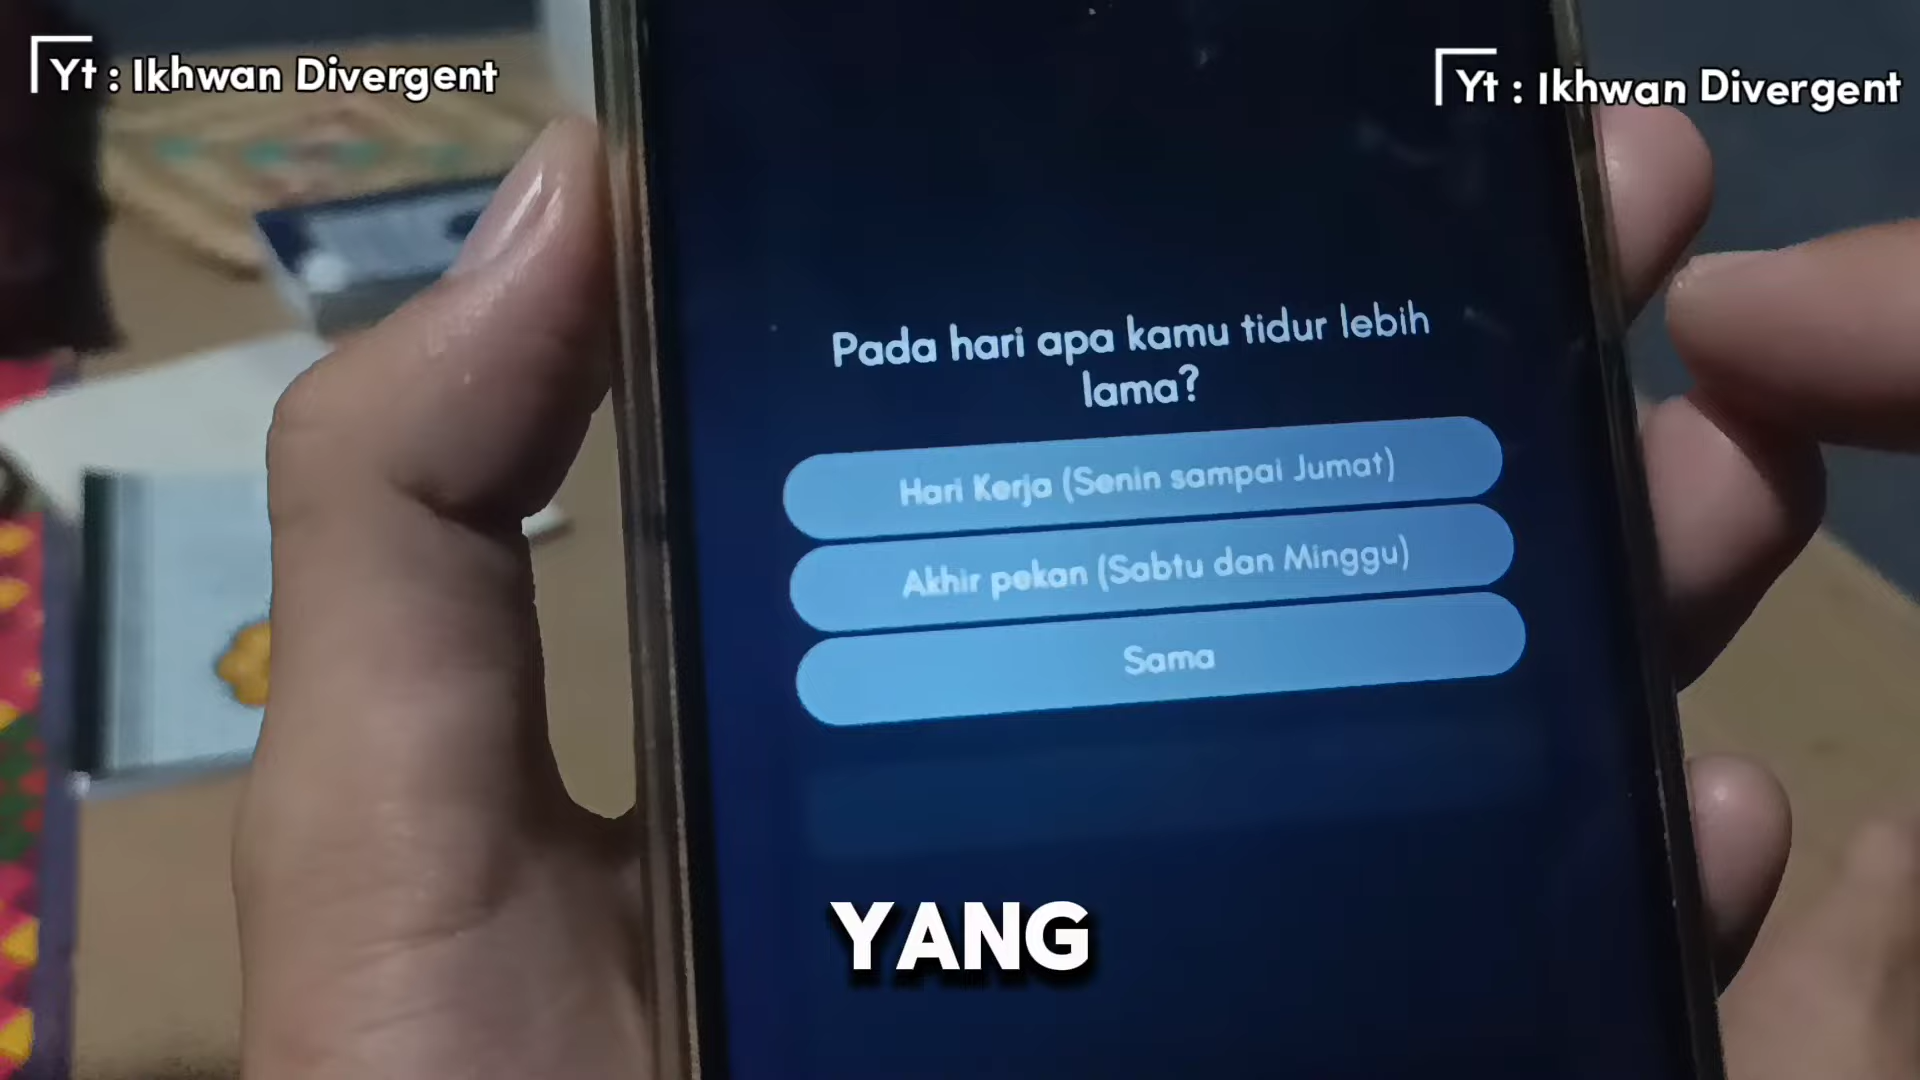 Yt : Ikhwan Divergent
Yt : Ikhwan Divergent
Pada hari apa kamu tidur lebih
lama?
Hari Kerja (Senin sampai Jumat)
Akhir pekan (Sabtu dan Minggu)
Sama
YANG